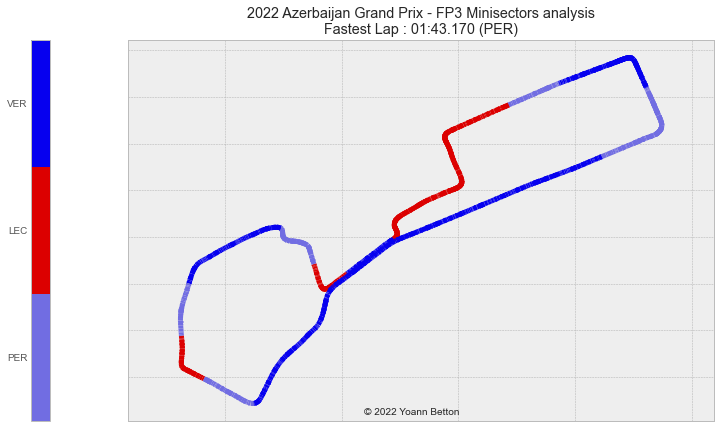 2022 Azerbaijan Grand Prix - FP3 Minisectors analysis
Fastest Lap : 01:43.170 (PER)
VER
LEC
PER
© 2022 Yoann Betton